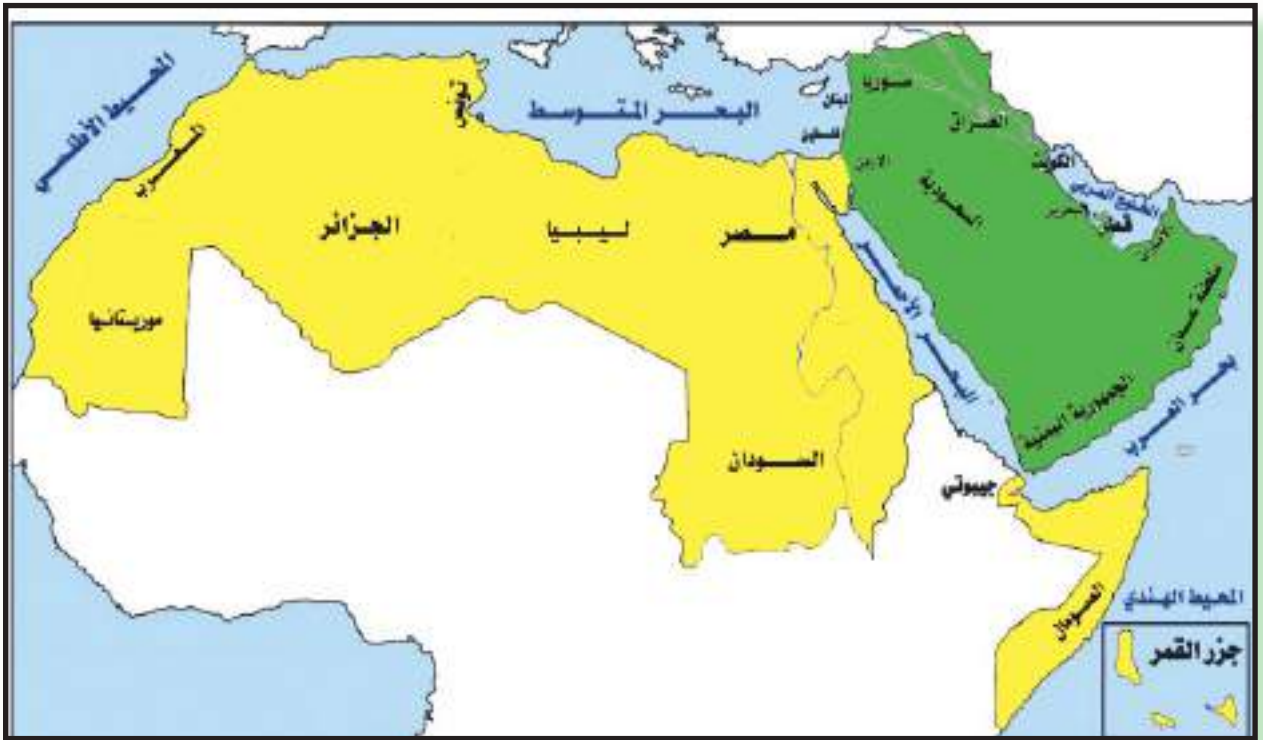 المحيط الأطلسي
المغرب
تونس
البحر المتوسط
الجزائر
ليبيا
مصر
موريتانيا
السودان
جيبوتي
الصومال
لبنان
فلسطين
سوريا
العراق
الأردن
الكويت
السعودية
الخليج العربي
البحرين
قطر
الإمارات
سلطنة عمان
الجمهورية اليمنية
البحر الأحمر
بحر العرب
المحيط الهندي
جزر القمر